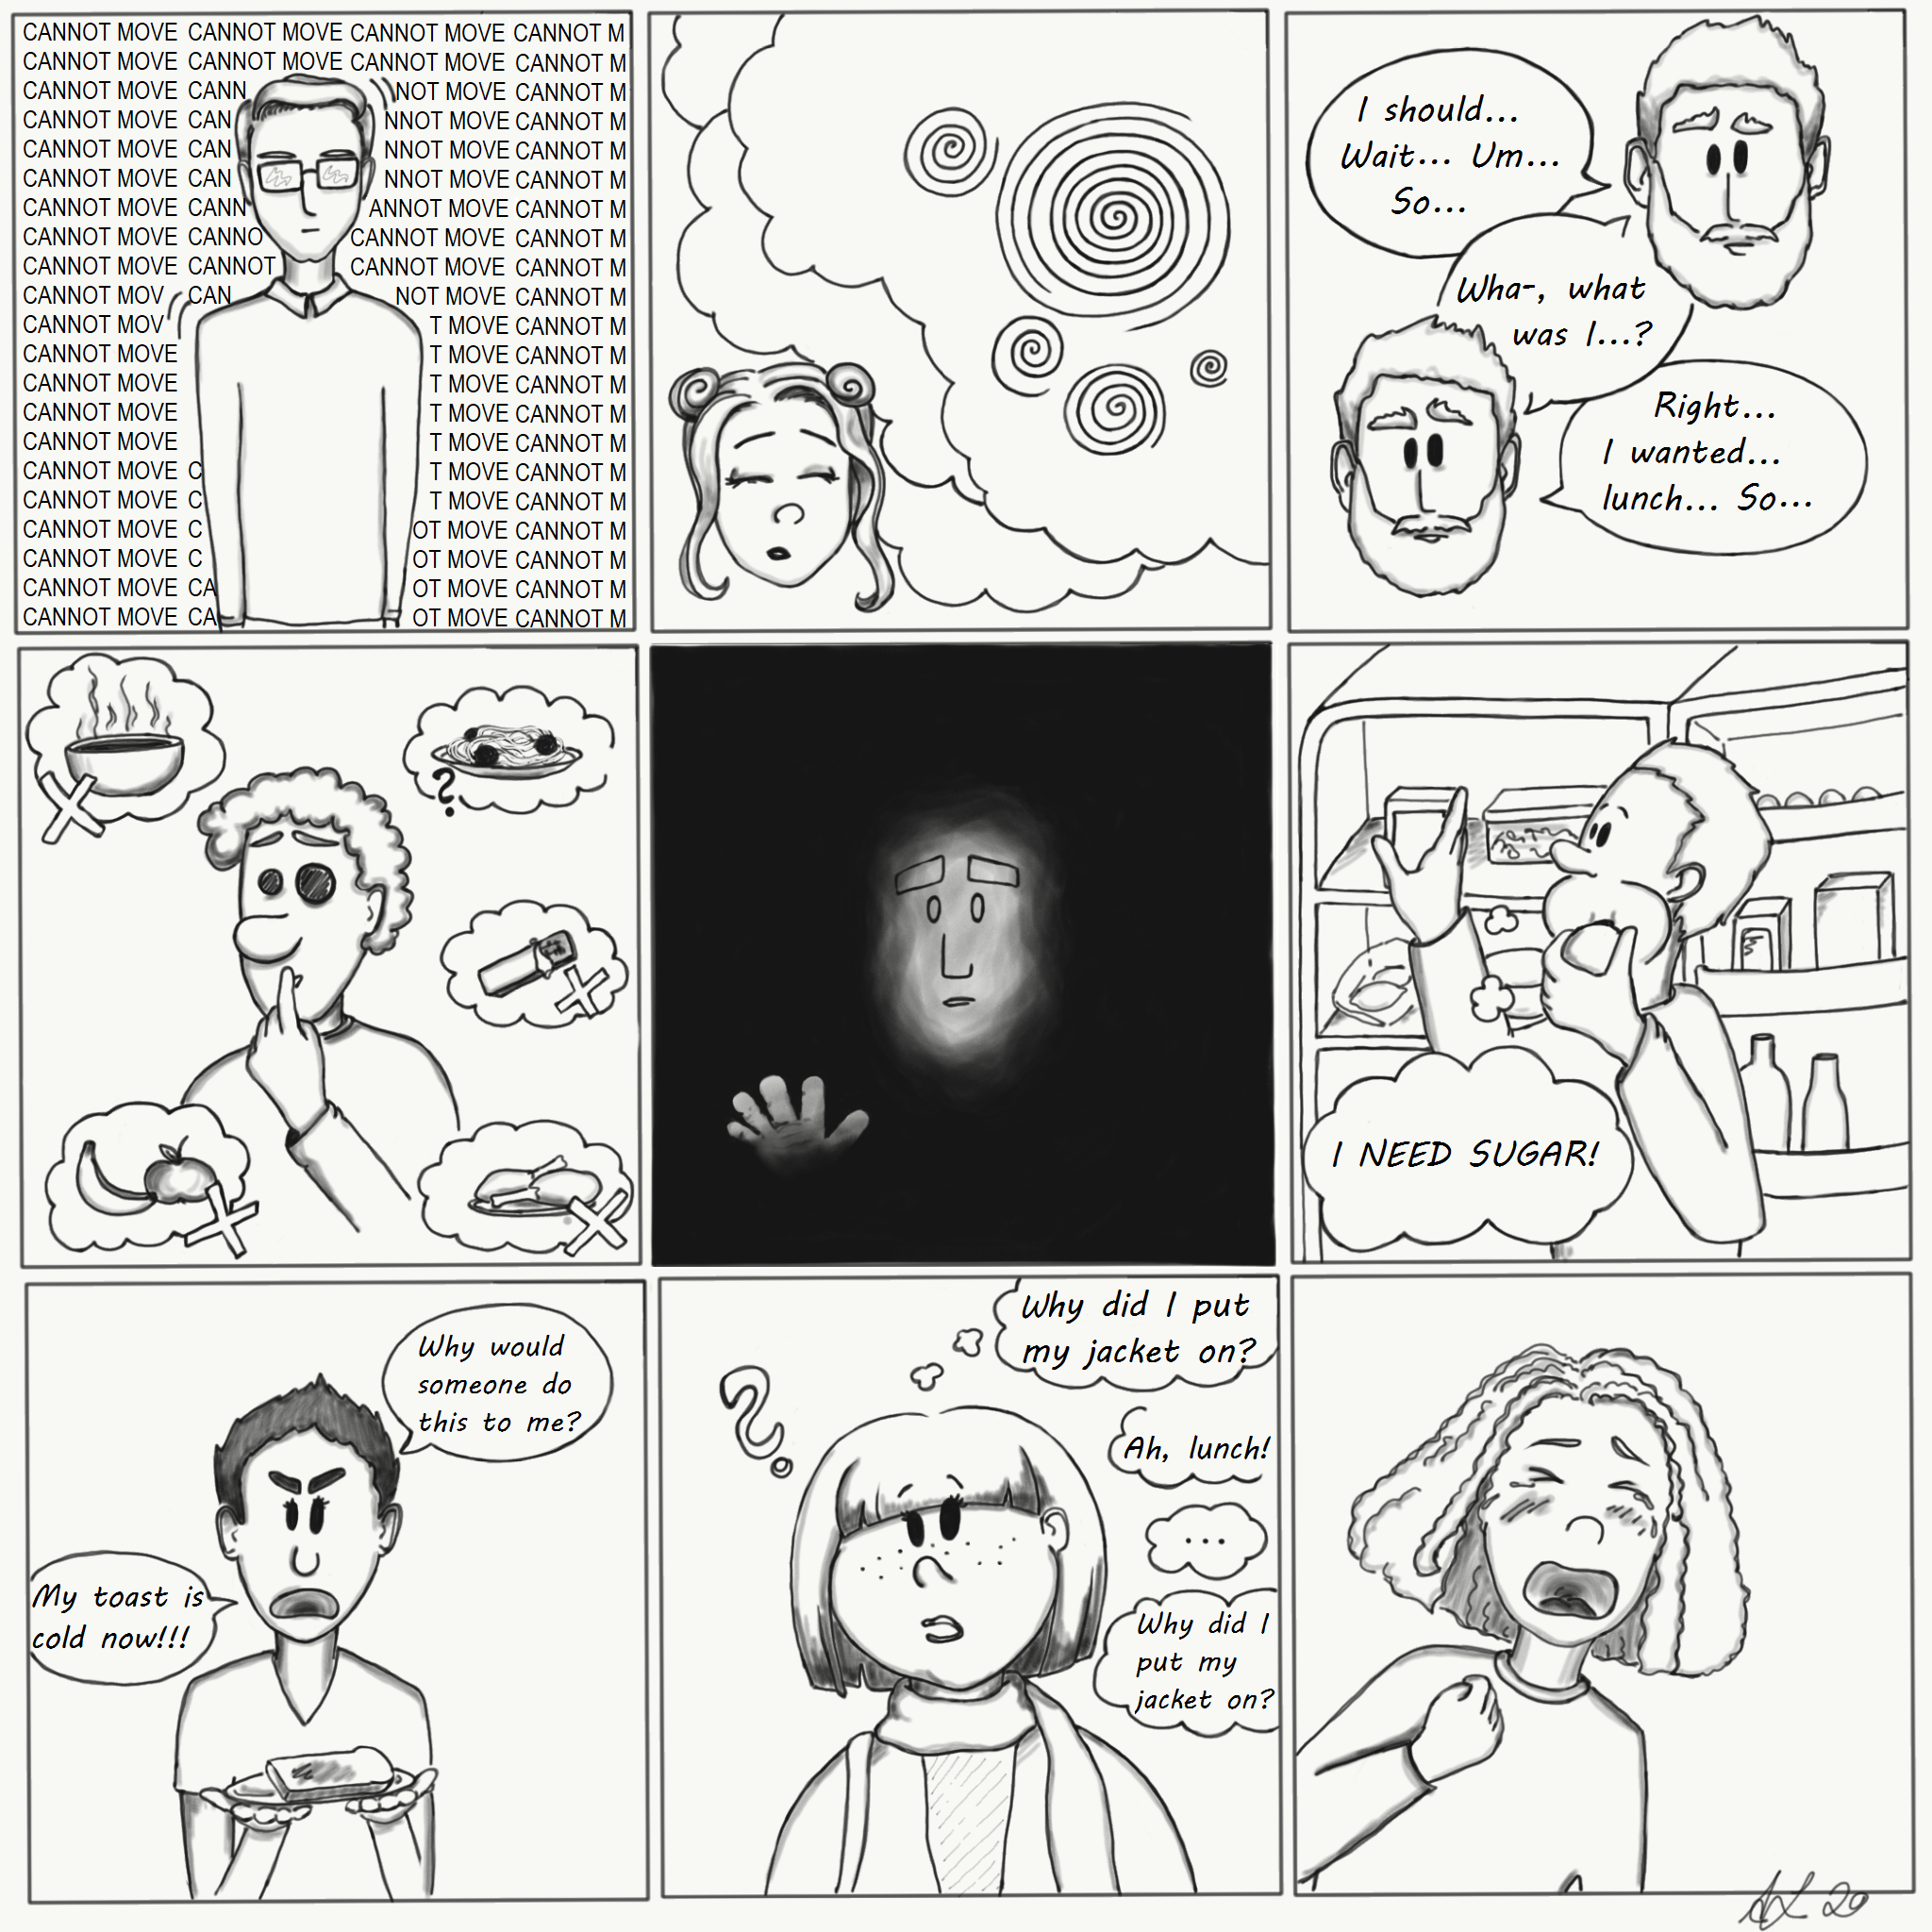 CANNOT MOVE CANNOT MOVE CANNOT MOVE CANNOT M
CANNOT MOVE CANNOT MOVE CANNOT MOVE CANNOT M
CANNOT MOVE CANN NOT MOVE CANNOT M
CANNOT MOVE CAN NNOT MOVE CANNOT M
CANNOT MOVE CAN NNOT MOVE CANNOT M
CANNOT MOVE CAN NNOT MOVE CANNOT M
CANNOT MOVE CANN ANNOT MOVE CANNOT M
CANNOT MOVE CANNO CANNOT MOVE CANNOT M
CANNOT MOVE CANNOT CANNOT MOVE CANNOT M
CANNOT MOV CAN NOT MOVE CANNOT M
CANNOT MOV T MOVE CANNOT M
CANNOT MOVE T MOVE CANNOT M
CANNOT MOVE T MOVE CANNOT M
CANNOT MOVE T MOVE CANNOT M
CANNOT MOVE T MOVE CANNOT M
CANNOT MOVE C T MOVE CANNOT M
CANNOT MOVE C T MOVE CANNOT M
CANNOT MOVE C OT MOVE CANNOT M
CANNOT MOVE C OT MOVE CANNOT M
CANNOT MOVE CA OT MOVE CANNOT M
CANNOT MOVE CA OT MOVE CANNOT M
I should...
Wait... Um...
So...
Wha-, what
was I...?
Right...
I wanted...
lunch... So...
?
I NEED SUGAR!
Why would
someone do
this to me?
My toast is
cold now!!!
?
Why did I put
my jacket on?
Ah, lunch!
...
Why did I
put my
jacket on?
20